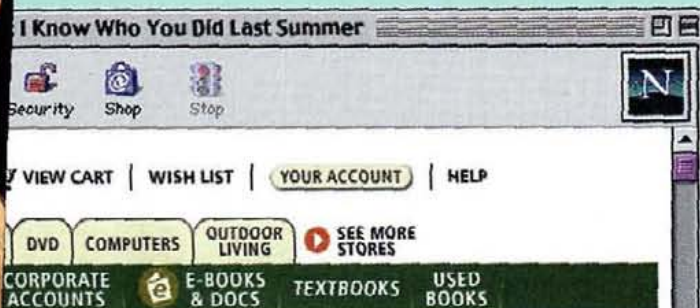 I Know Who You Did Last Summer
Security Shop Stop
N
VIEW CART | WISH LIST | YOUR ACCOUNT | HELP
DVD COMPUTERS OUTDOOR LIVING SEE MORE STORES
CORPORATE ACCOUNTS e E-BOOKS & DOCS TEXTBOOKS USED BOOKS